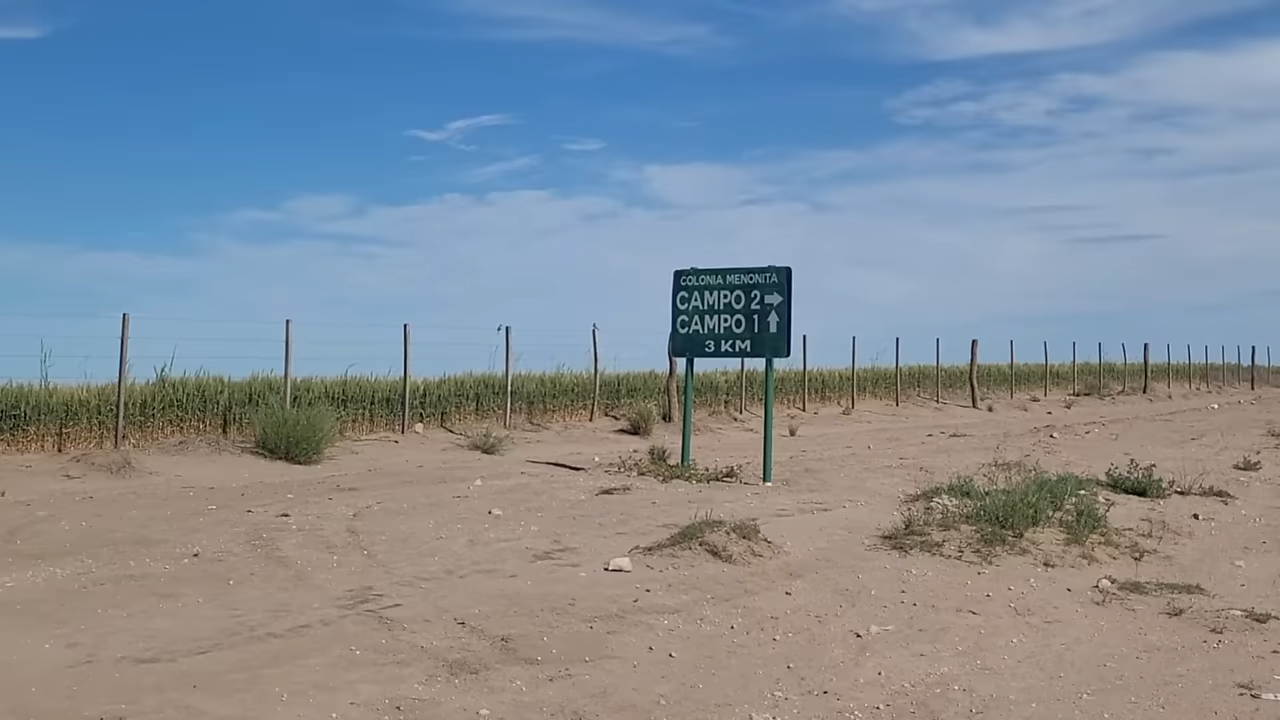 COLONIA MENONITA
CAMPO 2 →
CAMPO 1 ↑
3 KM